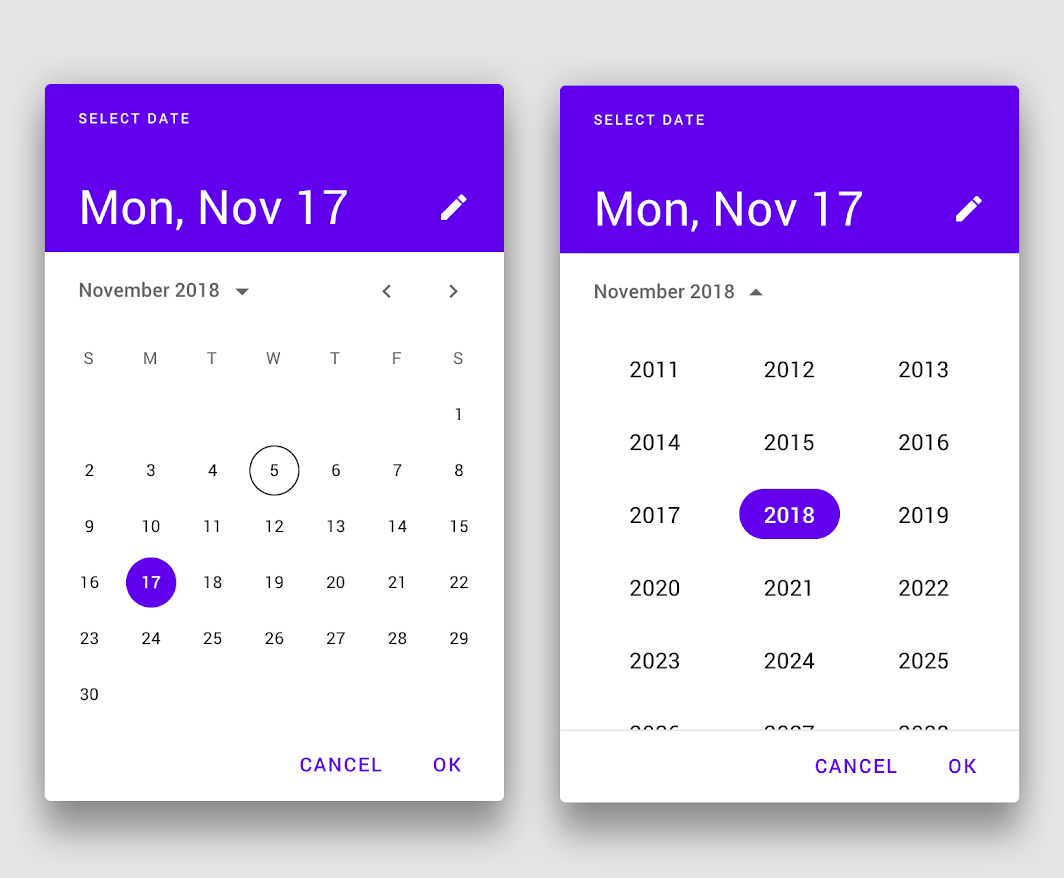 SELECT DATE
Mon, Nov 17
November 2018
S M T W T F S
1
2 3 4 5 6 7 8
9 10 11 12 13 14 15
16 17 18 19 20 21 22
23 24 25 26 27 28 29
30
CANCEL OK
SELECT DATE
Mon, Nov 17
November 2018
2011 2012 2013
2014 2015 2016
2017 2018 2019
2020 2021 2022
2023 2024 2025
CANCEL OK